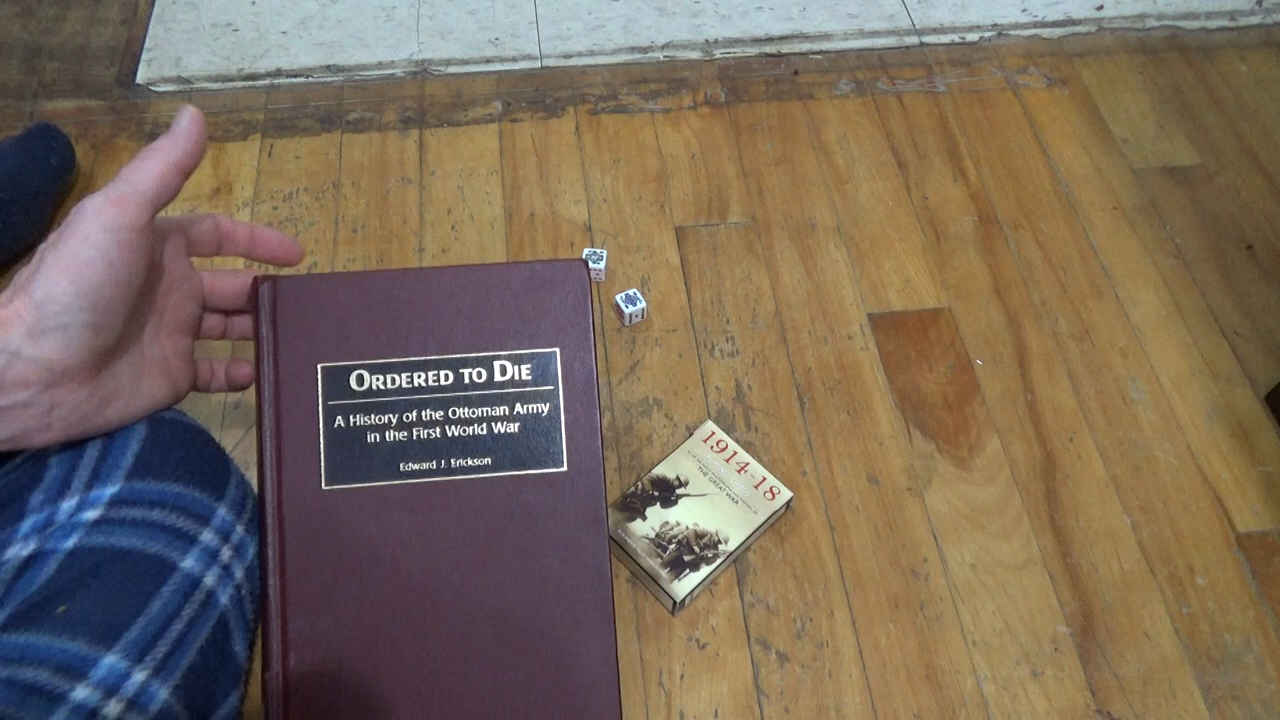 ORDERED TO DIE
A History of the Ottoman Army
in the First World War
Edward J. Erickson
1914-18
THE GREAT WAR